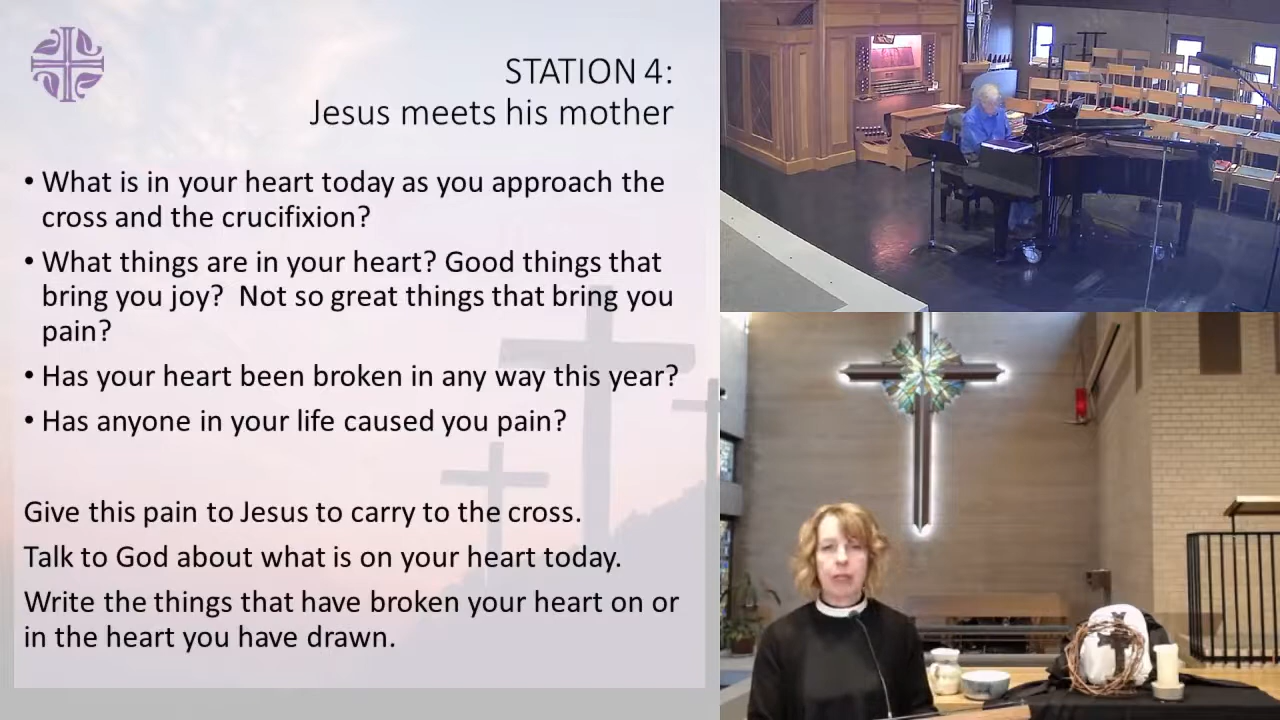 STATION 4:
Jesus meets his mother
• What is in your heart today as you approach the
cross and the crucifixion?
• What things are in your heart? Good things that
bring you joy?  Not so great things that bring you
pain?
• Has your heart been broken in any way this year?
• Has anyone in your life caused you pain?
Give this pain to Jesus to carry to the cross.
Talk to God about what is on your heart today.
Write the things that have broken your heart on or
in the heart you have drawn.